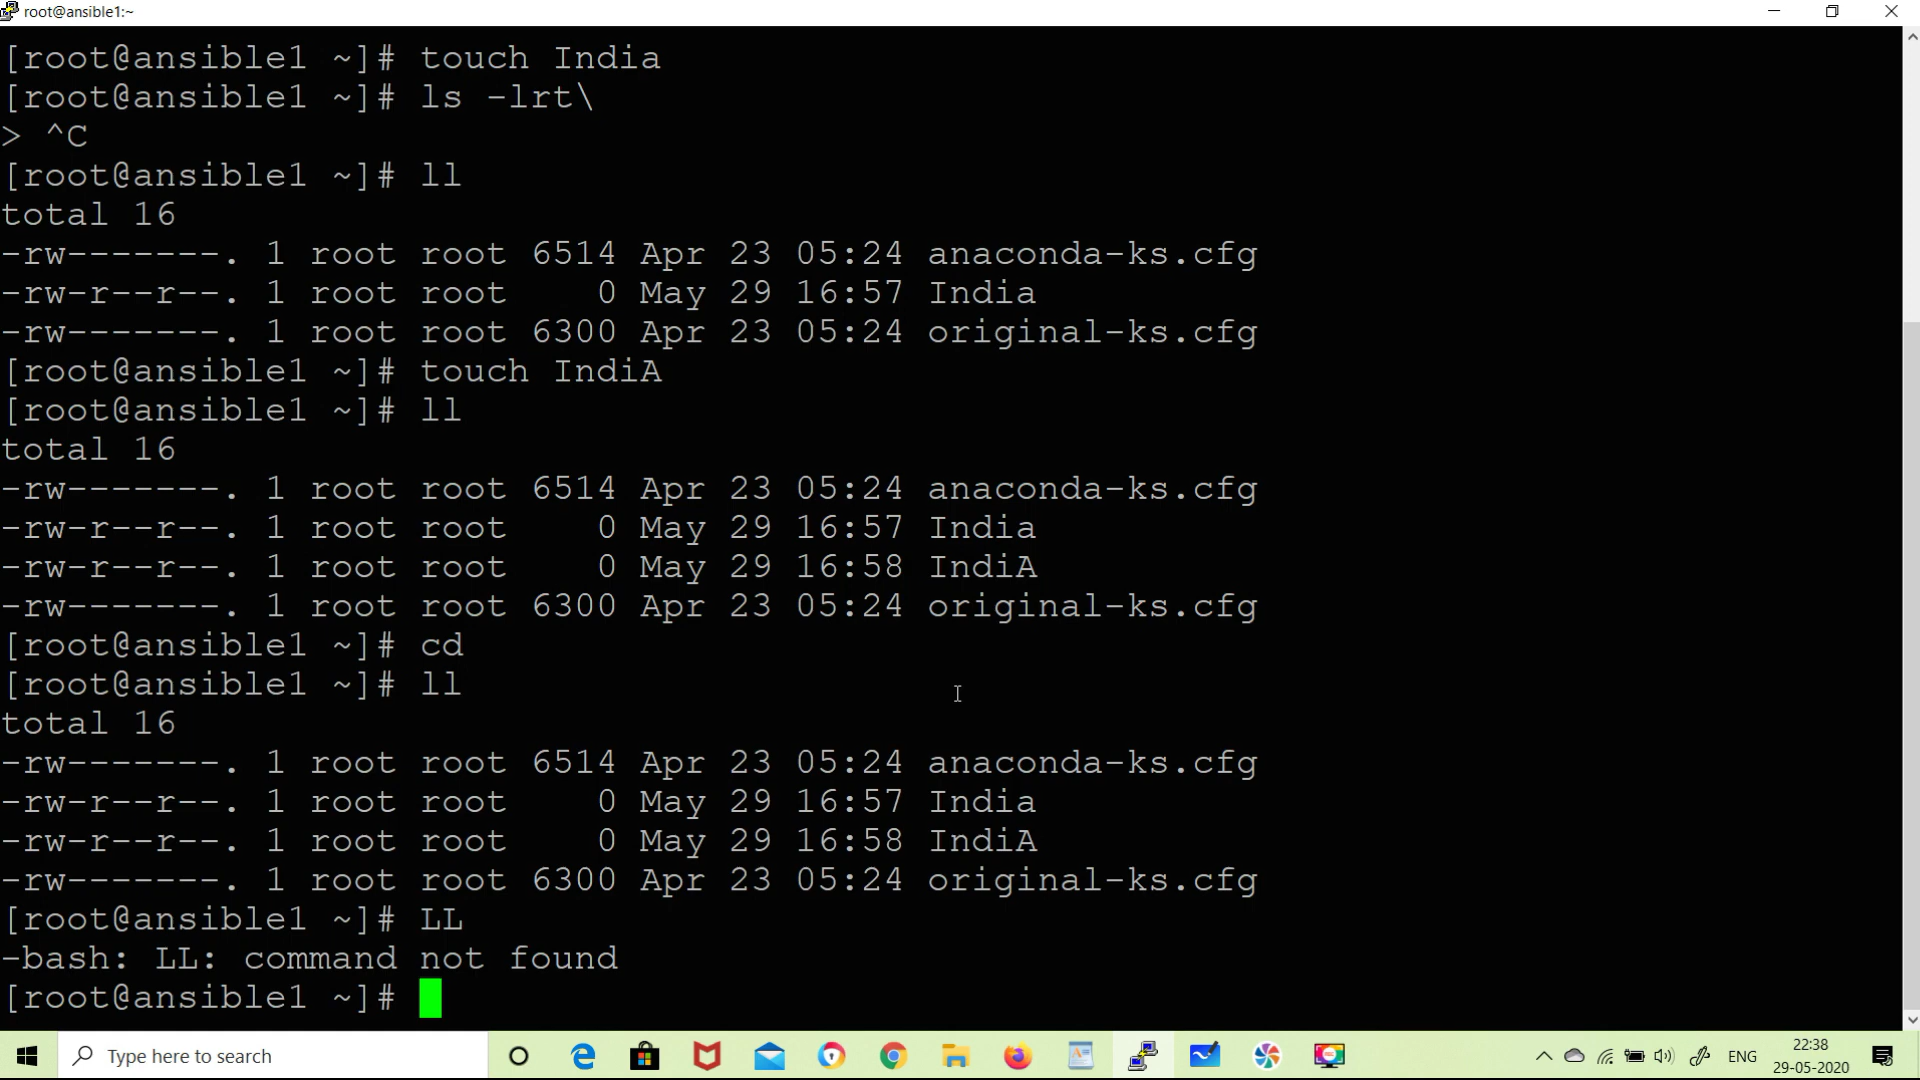 root@ansible1:~
[root@ansible1 ~]# touch India
[root@ansible1 ~]# ls -lrt\
> ^C
[root@ansible1 ~]# ll
total 16
-rw-------. 1 root root 6514 Apr 23 05:24 anaconda-ks.cfg
-rw-r--r--. 1 root root    0 May 29 16:57 India
-rw-------. 1 root root 6300 Apr 23 05:24 original-ks.cfg
[root@ansible1 ~]# touch IndiA
[root@ansible1 ~]# ll
total 16
-rw-------. 1 root root 6514 Apr 23 05:24 anaconda-ks.cfg
-rw-r--r--. 1 root root    0 May 29 16:57 India
-rw-r--r--. 1 root root    0 May 29 16:58 IndiA
-rw-------. 1 root root 6300 Apr 23 05:24 original-ks.cfg
[root@ansible1 ~]# cd
[root@ansible1 ~]# ll
total 16
-rw-------. 1 root root 6514 Apr 23 05:24 anaconda-ks.cfg
-rw-r--r--. 1 root root    0 May 29 16:57 India
-rw-r--r--. 1 root root    0 May 29 16:58 IndiA
-rw-------. 1 root root 6300 Apr 23 05:24 original-ks.cfg
[root@ansible1 ~]# LL
-bash: LL: command not found
[root@ansible1 ~]#
Type here to search
ENG
22:38
29-05-2020